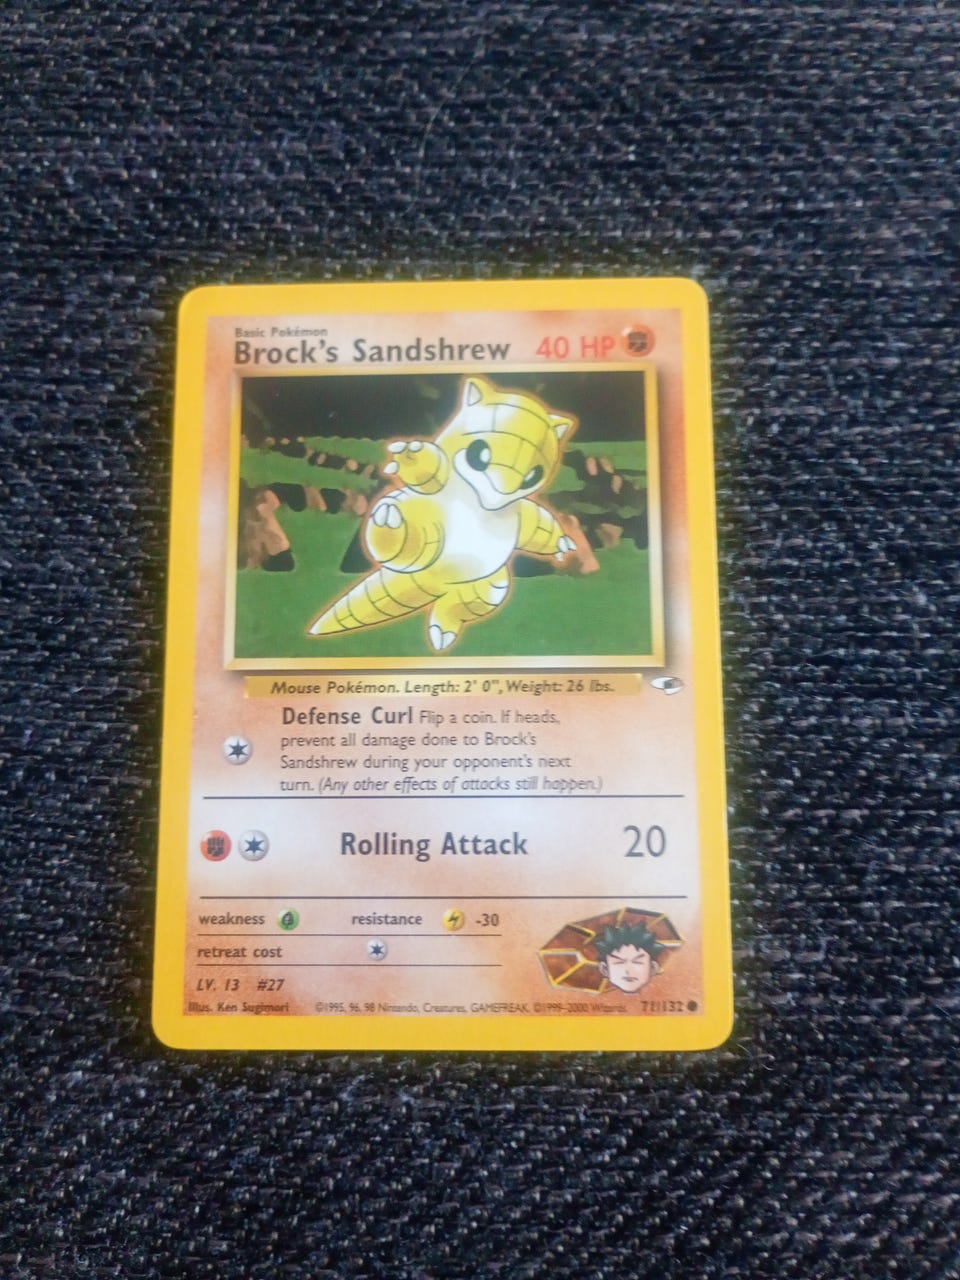 Basic Pokémon
Brock's Sandshrew 40 HP
Mouse Pokémon. Length: 2' 0", Weight: 26 lbs.
Defense Curl Flip a coin. If heads,
prevent all damage done to Brock's
Sandshrew during your opponent's next
turn. (Any other effects of attacks still happen.)
Rolling Attack 20
weakness resistance -30
retreat cost
LV. 13 #27
Illus. Ken Sugimori ©1995, 96, 98 Nintendo, Creatures, GAMEFREAK. ©1999-2000 Wizards. 71/132